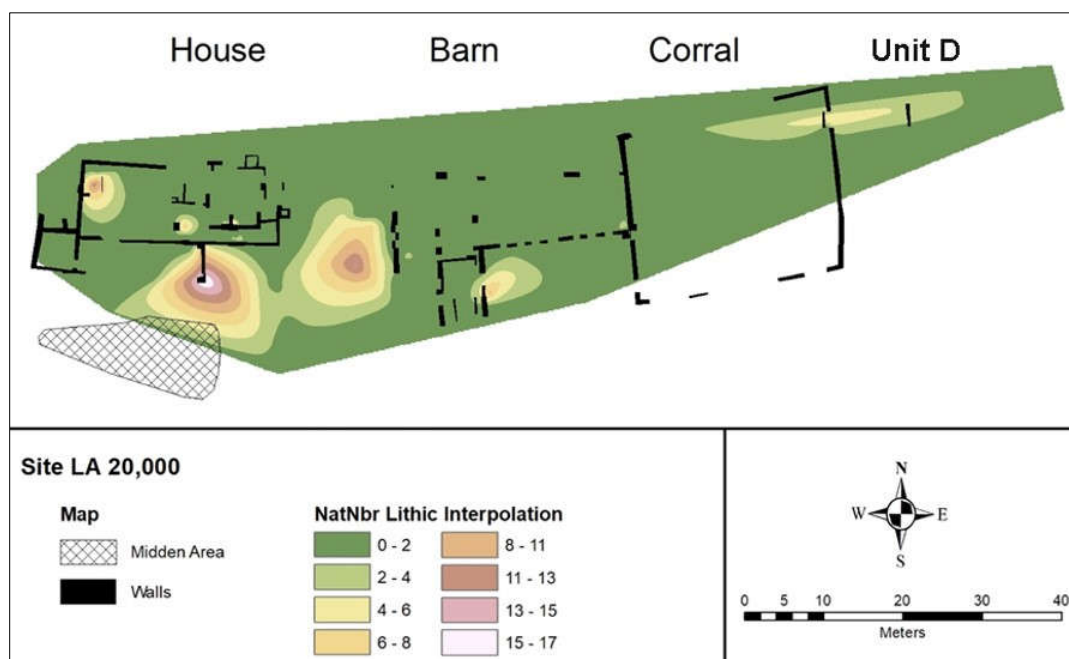 House Barn Corral Unit D
Site LA 20,000
Map
Midden Area
Walls
NatNbr Lithic Interpolation
0 - 2
2 - 4
4 - 6
6 - 8
8 - 11
11 - 13
13 - 15
15 - 17
N
W E
S
0 5 10 20 30 40
Meters